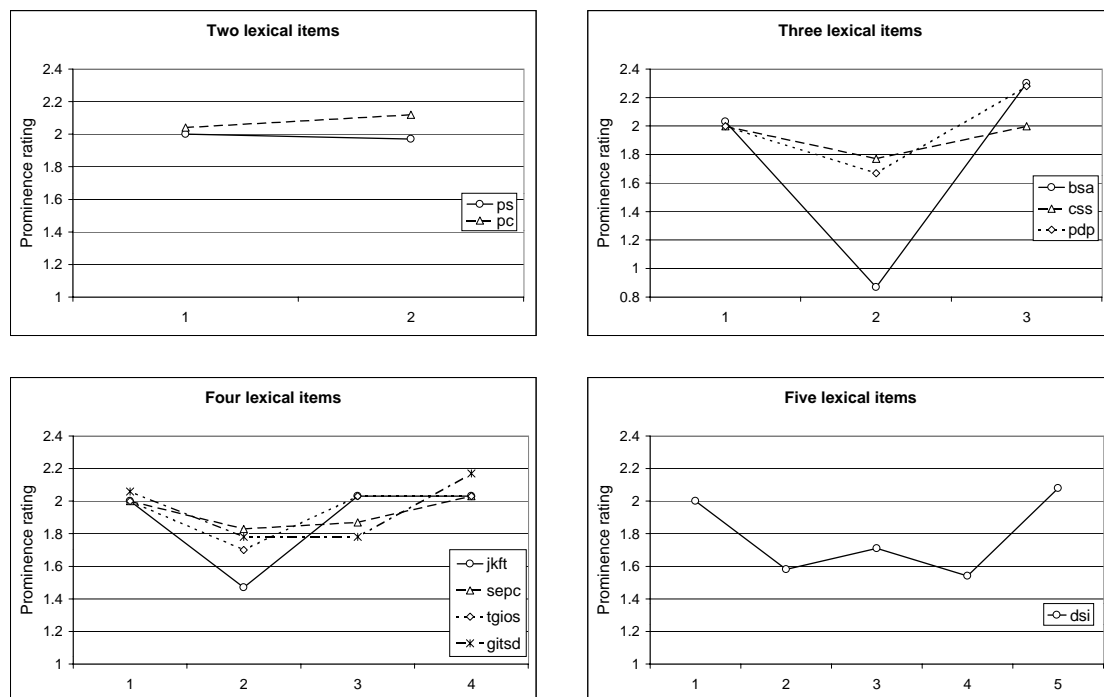 Two lexical items
2.4
2.2
2
1.8
1.6
1.4
1.2
1
Prominence rating
1 2
ps
pc
Three lexical items
2.4
2.2
2
1.8
1.6
1.4
1.2
1
0.8
Prominence rating
1 2 3
bsa
css
pdp
Four lexical items
2.4
2.2
2
1.8
1.6
1.4
1.2
1
Prominence rating
1 2 3 4
jkft
sepc
tgios
gitsd
Five lexical items
2.4
2.2
2
1.8
1.6
1.4
1.2
1
Prominence rating
1 2 3 4 5
dsi